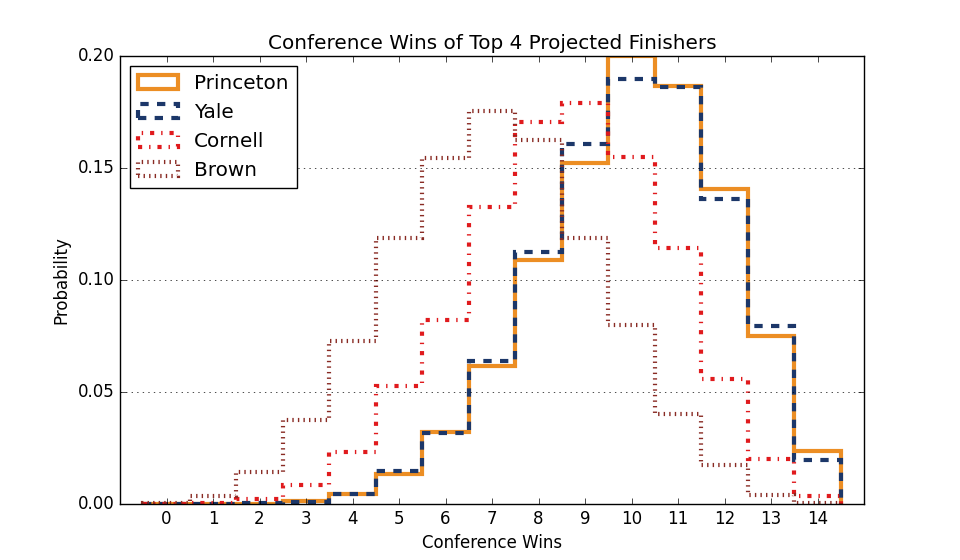 Conference Wins of Top 4 Projected Finishers
Princeton
Yale
Cornell
Brown
0.20
0.15
0.10
0.05
0.00
Probability
0 1 2 3 4 5 6 7 8 9 10 11 12 13 14
Conference Wins